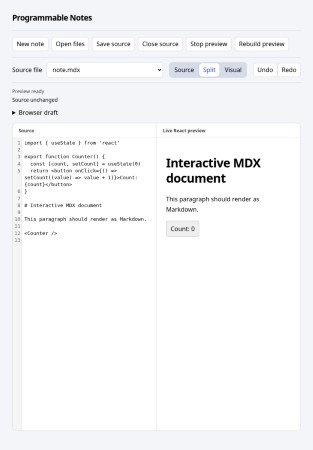 Programmable Notes
New note Open files Save source Close source Stop preview Rebuild preview
Source file note.mdx Source Split Visual Undo Redo
Preview ready
Source unchanged
Browser draft
Source Live React preview
1 import { useState } from 'react'
2
3 export function Counter() {
4 const [count, setCount] = useState(0)
5 return <button onClick={() =>
setCount((value) => value + 1)}>Count:
{count}</button>
6 }
7
8 # Interactive MDX document
9
10 This paragraph should render as Markdown.
11
12 <Counter />
13
Interactive MDX
document
This paragraph should render as
Markdown.
Count: 0